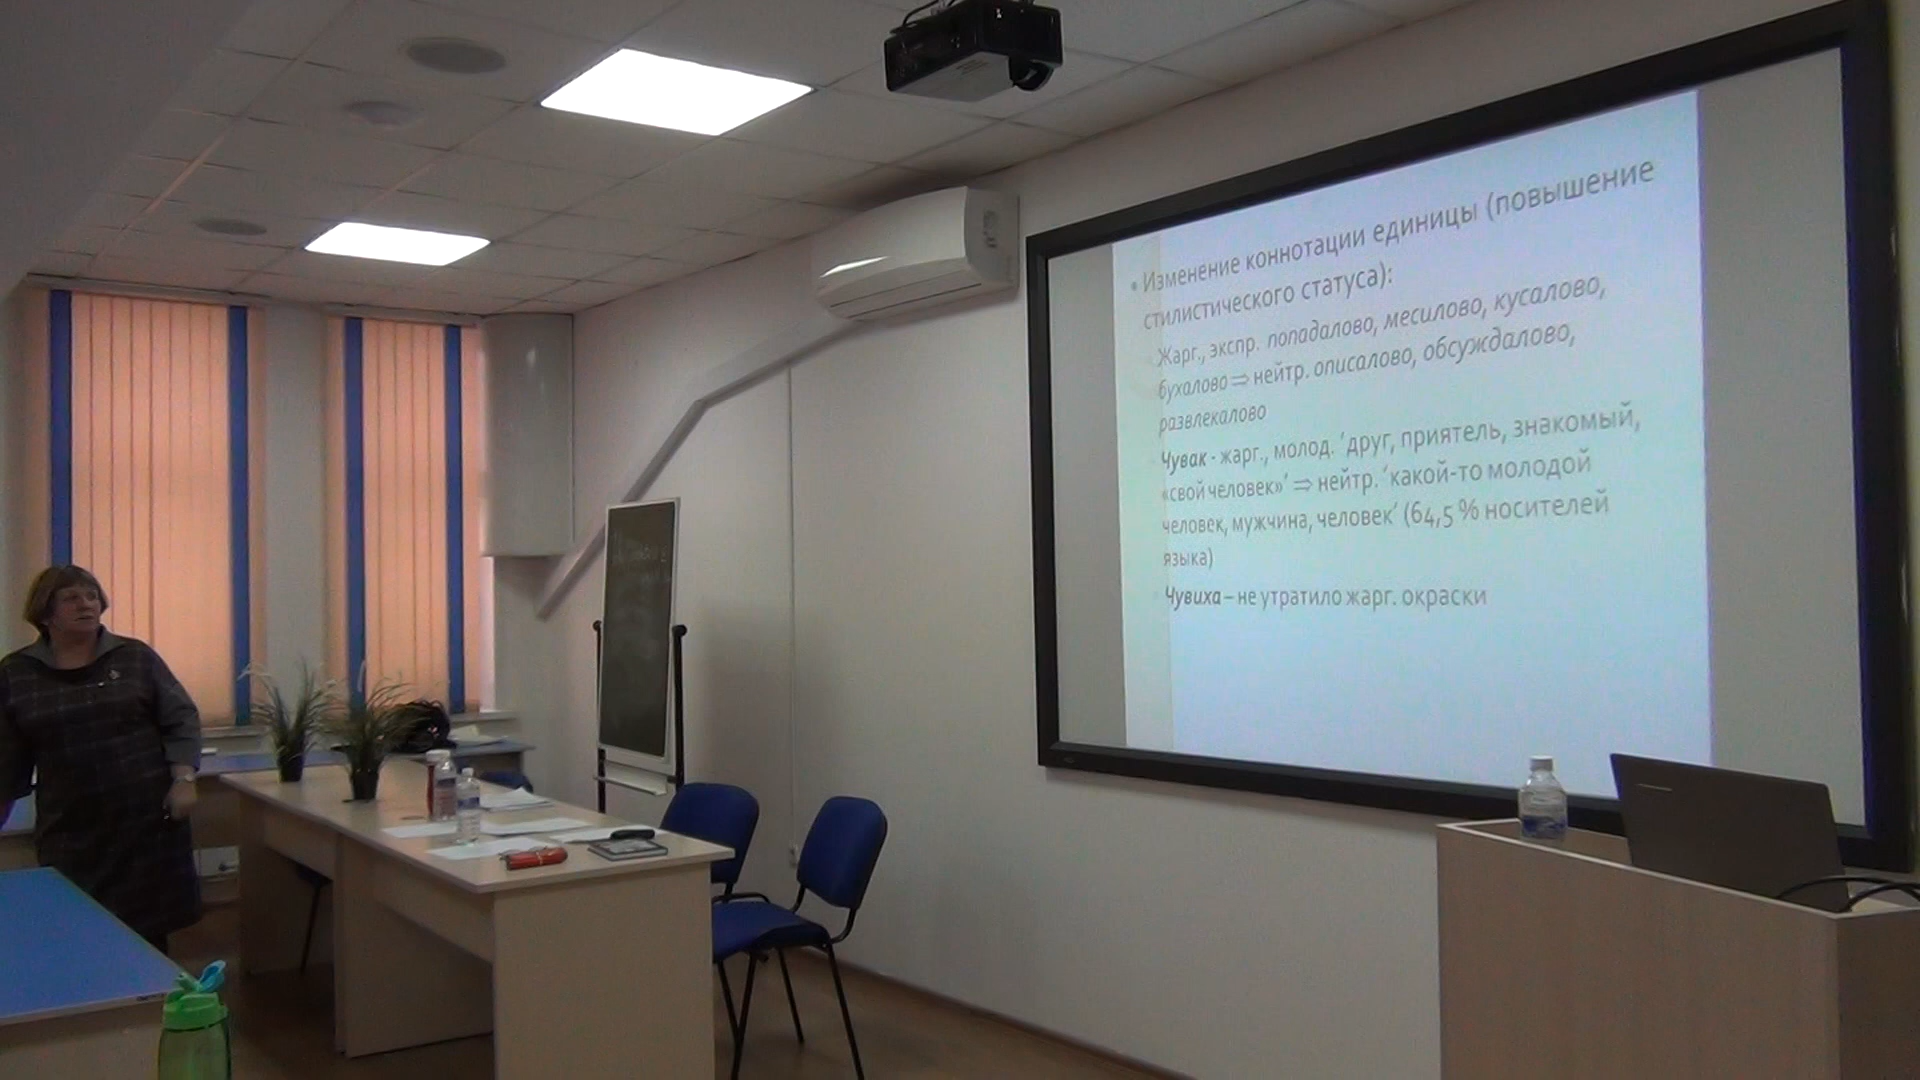 • Изменение коннотации единицы (повышение
стилистического статуса):
Жарг., экспр. попадалово, месилово, кусалово,
бухалово ⇒ нейтр. описалово, обсуждалово,
развлекалово
Чувак - жарг., молод. ‘друг, приятель, знакомый,
«свой человек»’ ⇒ нейтр. ‘какой-то молодой
человек, мужчина, человек’ (64,5 % носителей
языка)
Чувиха – не утратило жарг. окраски